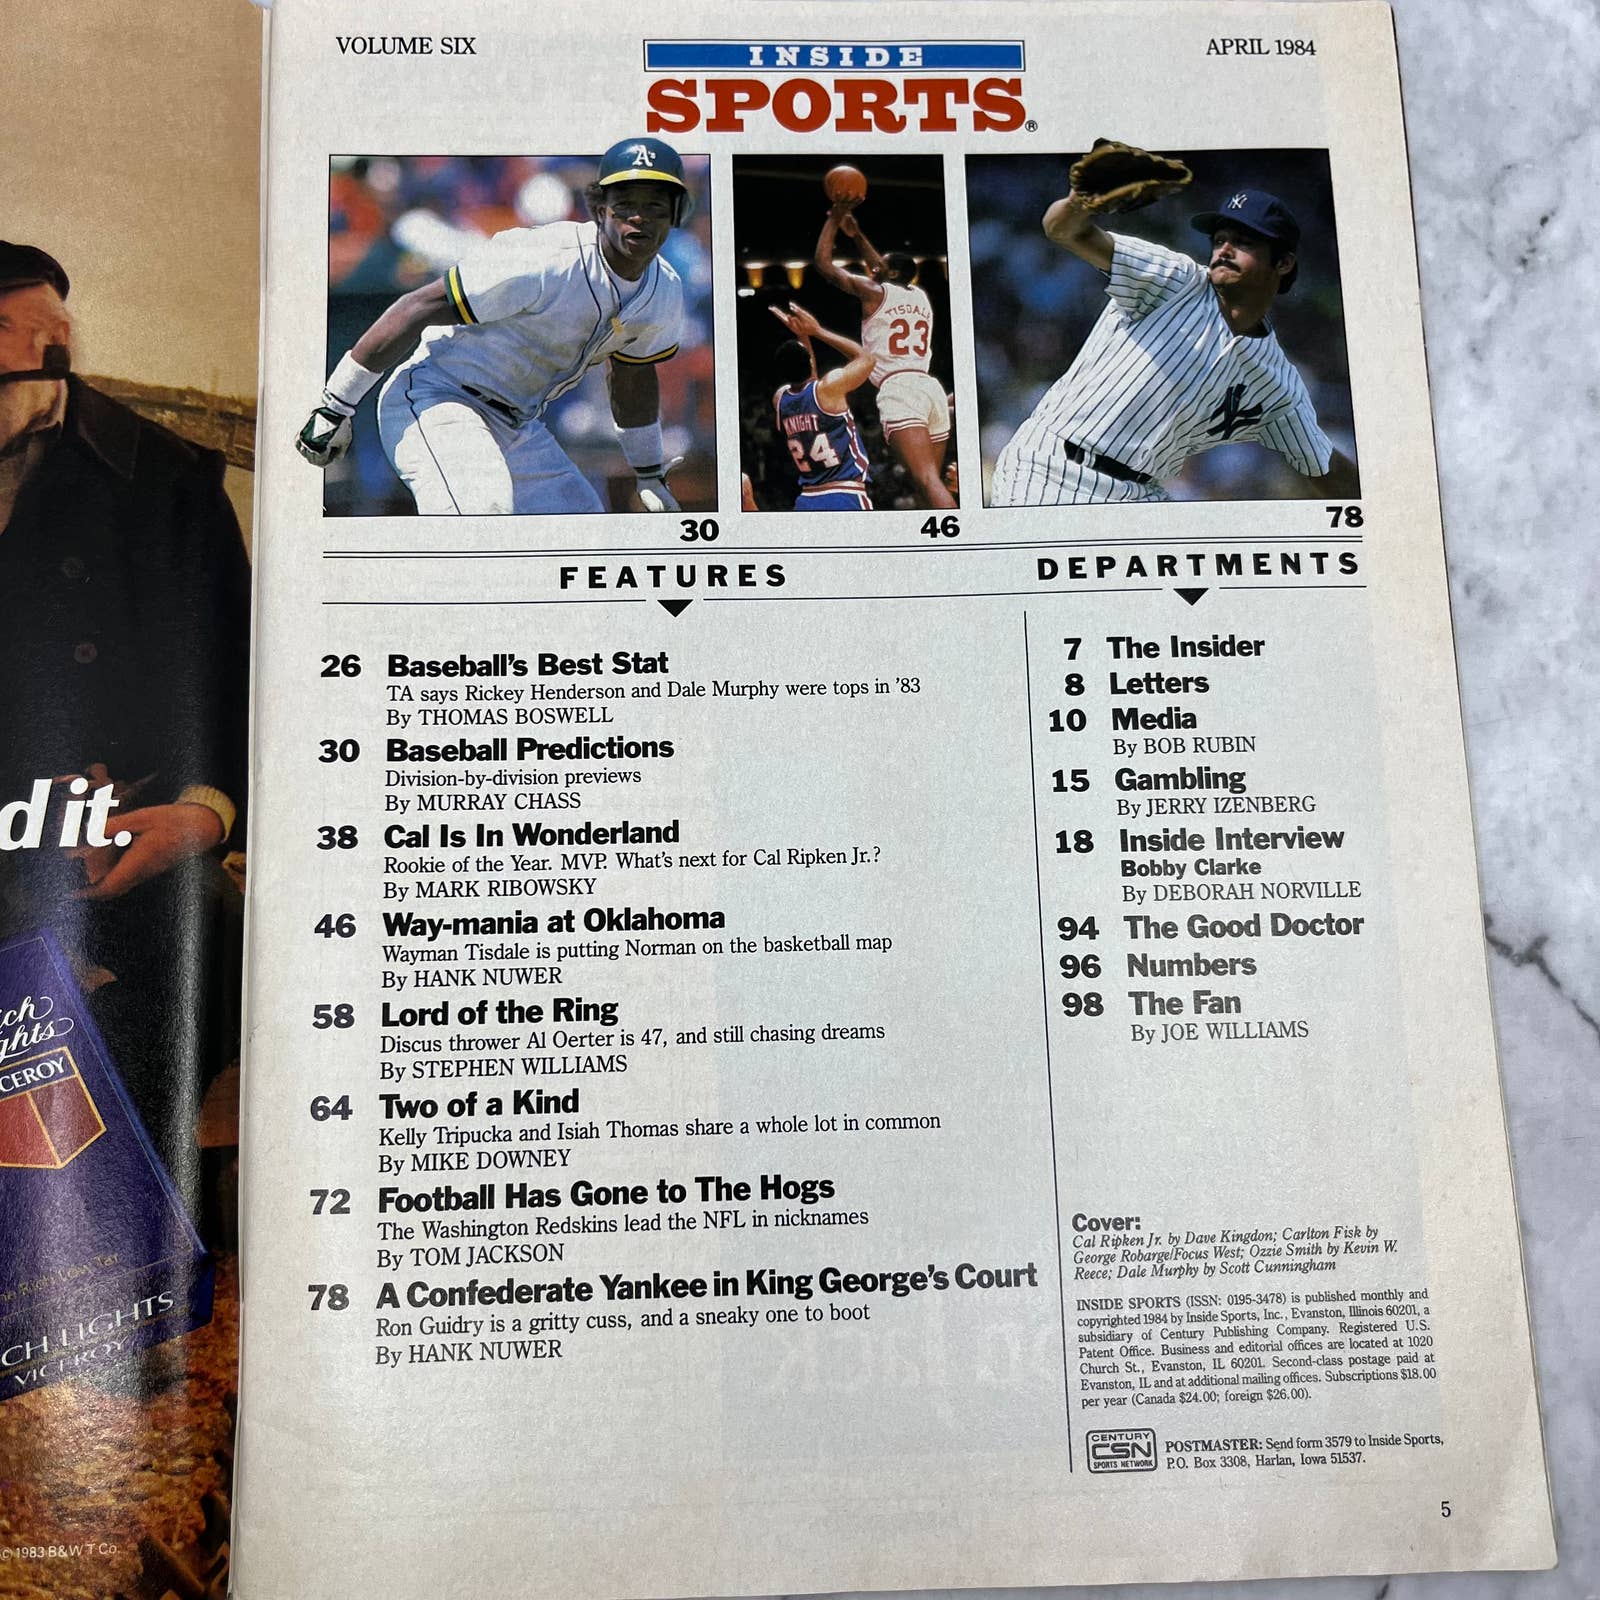 VOLUME SIX
INSIDE
SPORTS®
APRIL 1984
A's
TISDALE
23
KNIGHT
24
NY
30
46
78
FEATURES
26 Baseball's Best Stat
TA says Rickey Henderson and Dale Murphy were tops in '83
By THOMAS BOSWELL
30 Baseball Predictions
Division-by-division previews
By MURRAY CHASS
38 Cal Is In Wonderland
Rookie of the Year. MVP. What's next for Cal Ripken Jr.?
By MARK RIBOWSKY
46 Way-mania at Oklahoma
Wayman Tisdale is putting Norman on the basketball map
By HANK NUWER
58 Lord of the Ring
Discus thrower Al Oerter is 47, and still chasing dreams
By STEPHEN WILLIAMS
64 Two of a Kind
Kelly Tripucka and Isiah Thomas share a whole lot in common
By MIKE DOWNEY
72 Football Has Gone to The Hogs
The Washington Redskins lead the NFL in nicknames
By TOM JACKSON
78 A Confederate Yankee in King George's Court
Ron Guidry is a gritty cuss, and a sneaky one to boot
By HANK NUWER
DEPARTMENTS
7 The Insider
8 Letters
10 Media
By BOB RUBIN
15 Gambling
By JERRY IZENBERG
18 Inside Interview
Bobby Clarke
By DEBORAH NORVILLE
94 The Good Doctor
96 Numbers
98 The Fan
By JOE WILLIAMS
Cover:
Cal Ripken Jr. by Dave Kingdon; Carlton Fisk by
George Robarge/Focus West; Ozzie Smith by Kevin W.
Reece; Dale Murphy by Scott Cunningham
INSIDE SPORTS (ISSN: 0195-3478) is published monthly and
copyrighted 1984 by Inside Sports, Inc., Evanston, Illinois 60201, a
subsidiary of Century Publishing Company. Registered U.S.
Patent Office. Business and editorial offices are located at 1020
Church St., Evanston, IL 60201. Second-class postage paid at
Evanston, IL and at additional mailing offices. Subscriptions $18.00
per year (Canada $24.00; foreign $26.00).
CENTURY
CSN
SPORTS NETWORK
POSTMASTER: Send form 3579 to Inside Sports,
P.O. Box 3308, Harlan, Iowa 51537.
5
d it.
ich
ghts
CEROY
Rich Low Tar
CH LIGHTS
VICEROY
© 1983 B&W T Co.